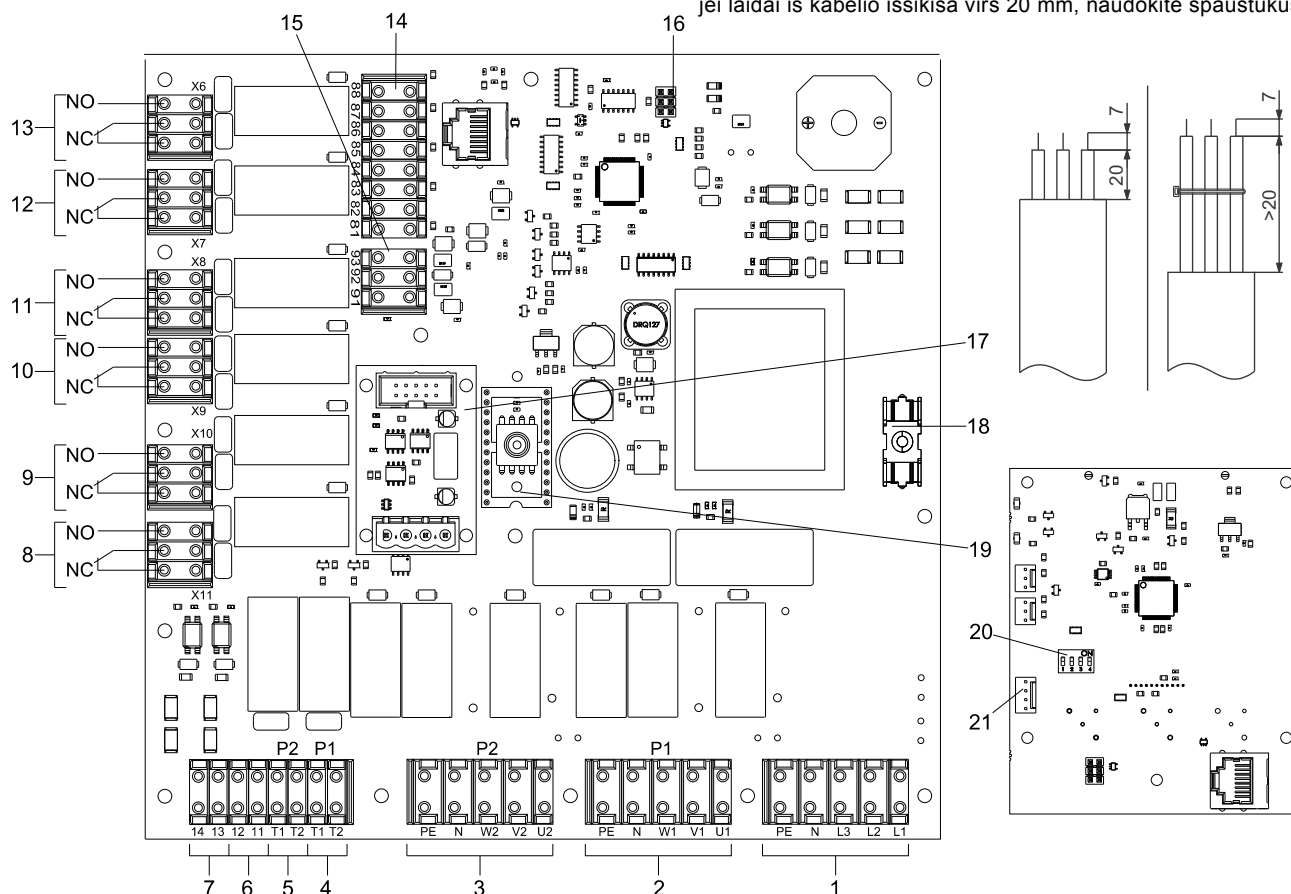 jei laidai iš kabelio išsikiša virš 20 mm, naudokite spaustukus
15
14
16
X6
NO
13
NC
NO
12
NC
X7
X8
NO
11
NC
NO
10
NC
X9
X10
NO
9
NC
NO
8
NC
X11
88
87
86
85
84
83
82
81
93
92
91
DRQ127
17
18
19
7
20
7
>20
ON
1 2 3 4
20
21
P2 P1
P2
P1
14 13 12 11 T1 T2 T1 T2
PE N W2 V2 U2
PE N W1 V1 U1
PE N L3 L2 L1
7 6 5 4
3
2
1